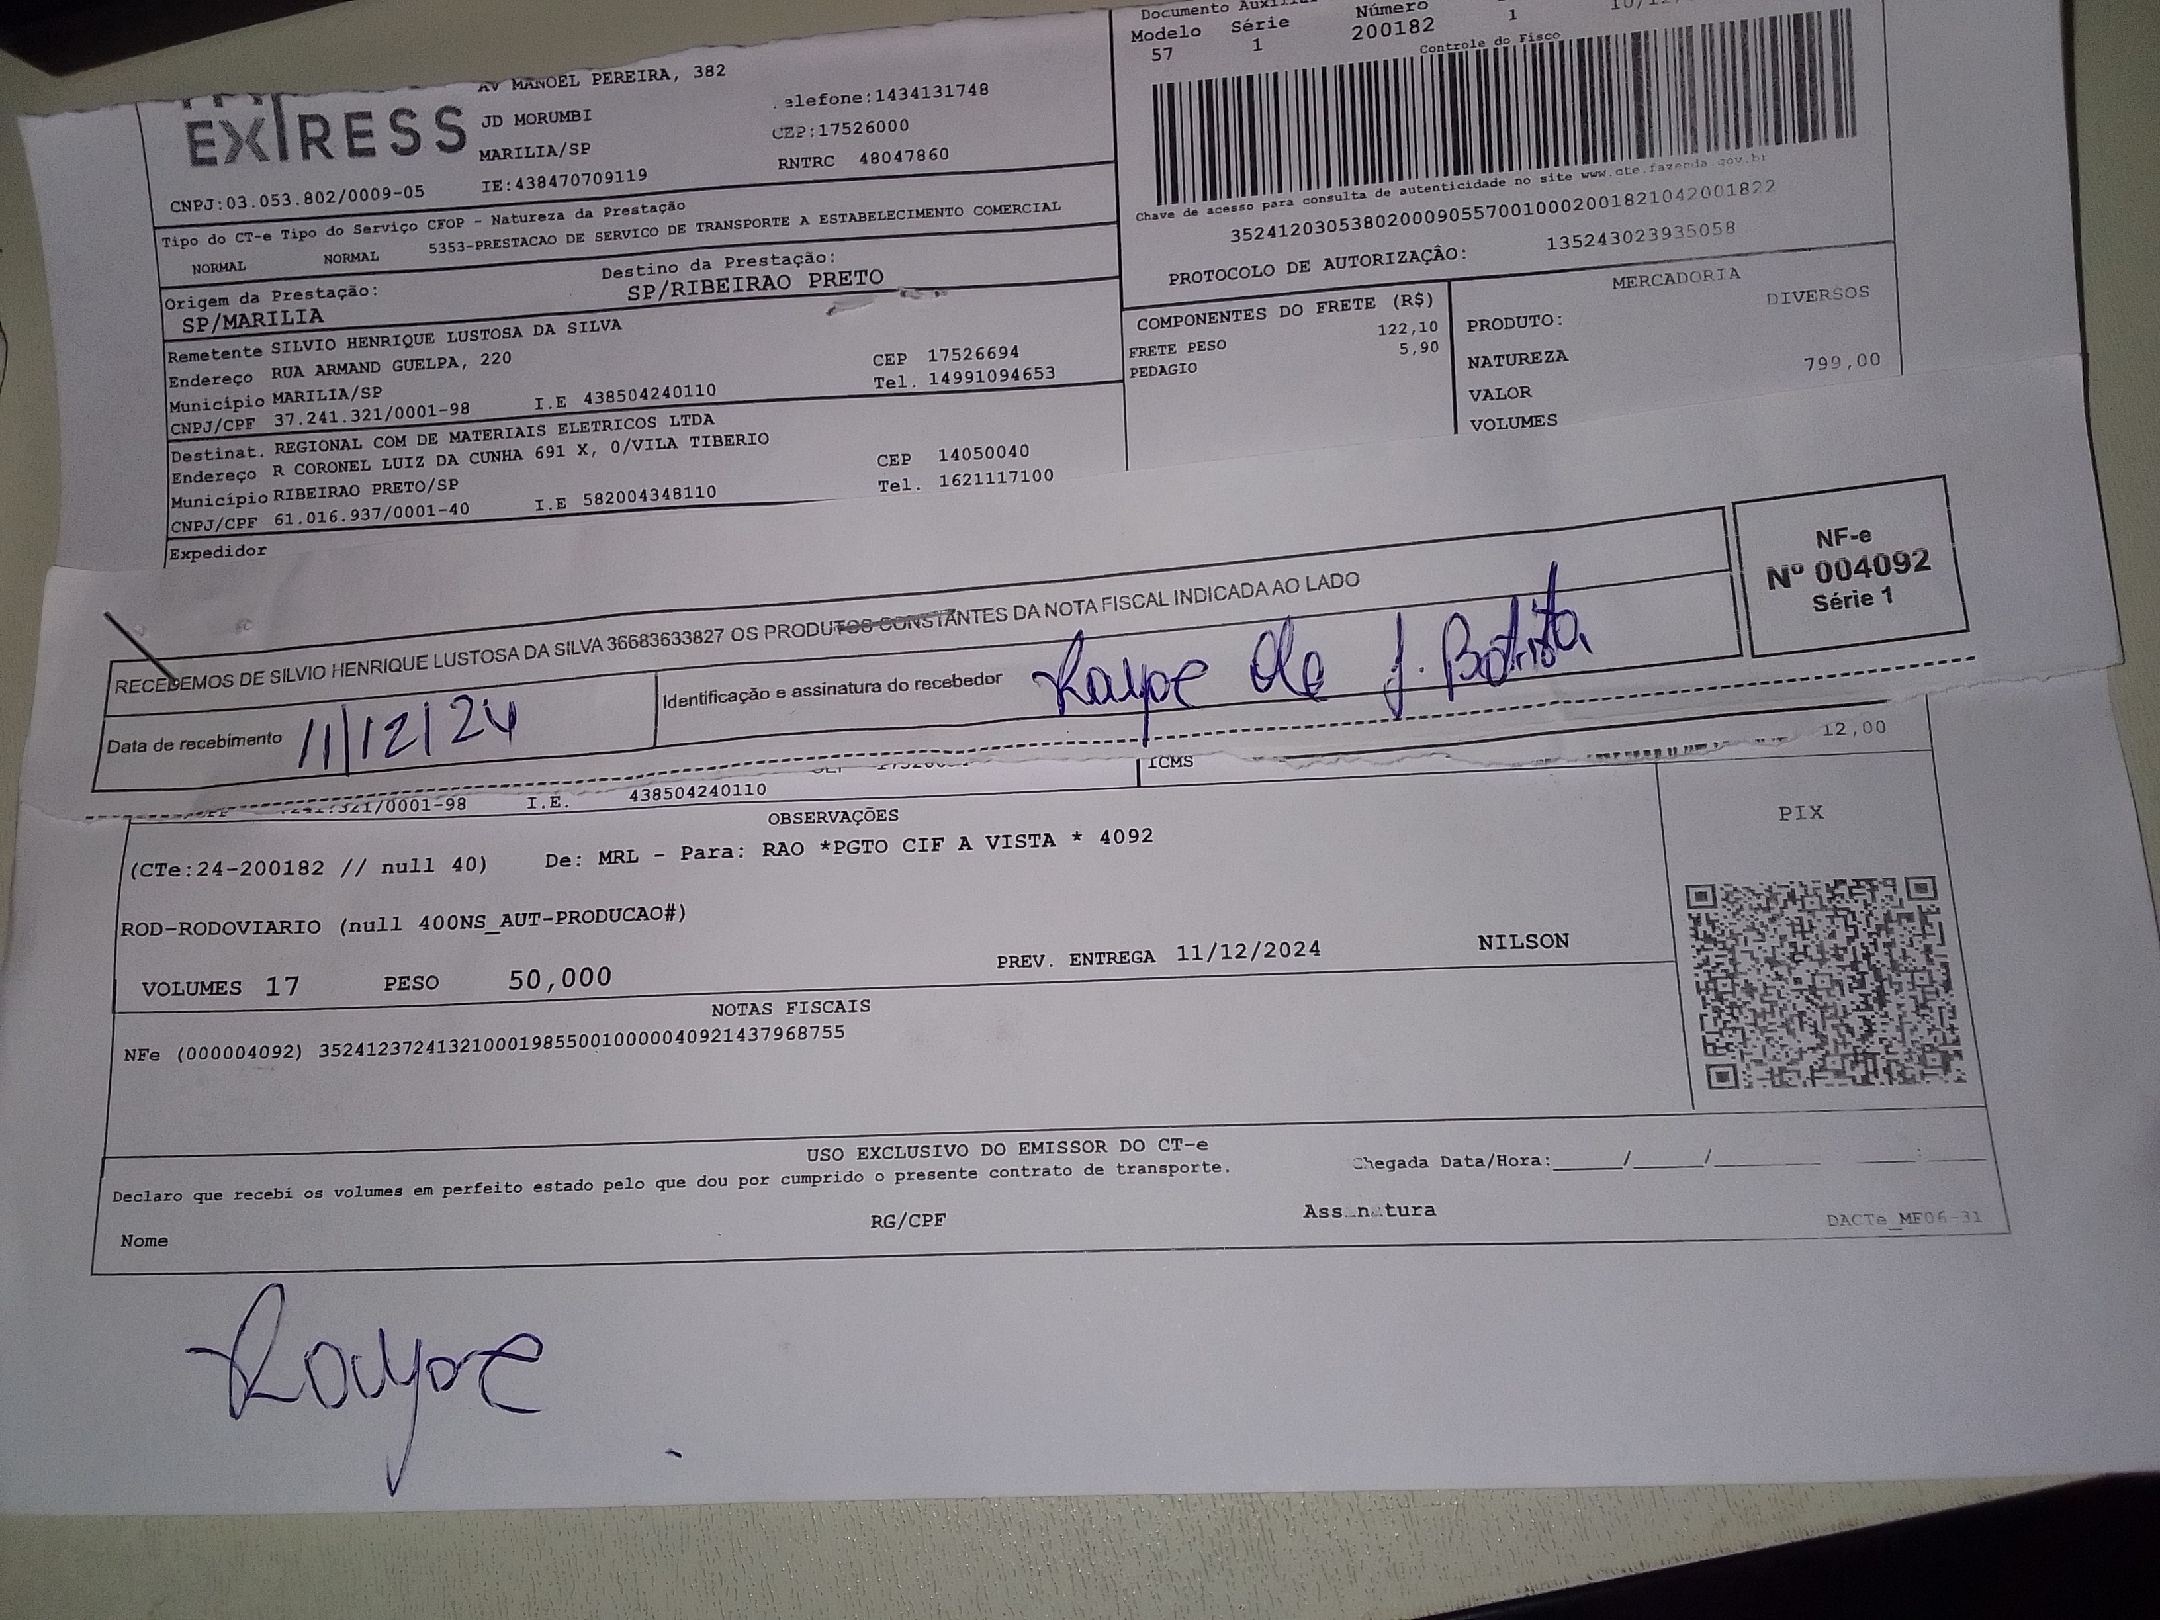 Documento
Modelo Série Número
57 1 200182 1
Controle do Fisco
Chave de acesso para consulta de autenticidade no site www.cte.fazenda.gov.br
35241203053802000905570010002001821042001822
PROTOCOLO DE AUTORIZAÇÃO: 135243023935058
EXPRESS
AV MANOEL PEREIRA, 382
JD MORUMBI
MARILIA/SP
elefone:1434131748
CEP:17526000
RNTRC 48047860
CNPJ:03.053.802/0009-05 IE:438470709119
Tipo do CT-e Tipo do Serviço CFOP - Natureza da Prestação
NORMAL NORMAL 5353-PRESTACAO DE SERVICO DE TRANSPORTE A ESTABELECIMENTO COMERCIAL
Origem da Prestação: Destino da Prestação:
SP/MARILIA SP/RIBEIRAO PRETO
Remetente SILVIO HENRIQUE LUSTOSA DA SILVA
Endereço RUA ARMAND GUELPA, 220 CEP 17526694
Município MARILIA/SP Tel. 14991094653
CNPJ/CPF 37.241.321/0001-98 I.E 438504240110
Destinat. REGIONAL COM DE MATERIAIS ELETRICOS LTDA
Endereço R CORONEL LUIZ DA CUNHA 691 X, 0/VILA TIBERIO CEP 14050040
Município RIBEIRAO PRETO/SP Tel. 1621117100
CNPJ/CPF 61.016.937/0001-40 I.E 582004348110
Expedidor
COMPONENTES DO FRETE (R$)
FRETE PESO 122,10
PEDAGIO 5,90
MERCADORIA
PRODUTO: DIVERSOS
NATUREZA
VALOR 799,00
VOLUMES
RECEBEMOS DE SILVIO HENRIQUE LUSTOSA DA SILVA 36683633827 OS PRODUTOS CONSTANTES DA NOTA FISCAL INDICADA AO LADO
Data de recebimento 11/12/24
Identificação e assinatura do recebedor J. Batista
NF-e
Nº 004092
Série 1
/0001-98 I.E. 438504240110
ICMS 12,00
OBSERVAÇÕES
(CTe:24-200182 // null 40) De: MRL - Para: RAO *PGTO CIF A VISTA * 4092
ROD-RODOVIARIO (null 400NS_AUT-PRODUCAO#)
VOLUMES 17 PESO 50,000 PREV. ENTREGA 11/12/2024 NILSON
PIX
NOTAS FISCAIS
NFe (000004092) 35241237241321000198550010000040921437968755
USO EXCLUSIVO DO EMISSOR DO CT-e
Declaro que recebi os volumes em perfeito estado pelo que dou por cumprido o presente contrato de transporte.
Chegada Data/Hora:____/____/______ ____:____
Nome RG/CPF Assinatura
DACTe_MF06-31